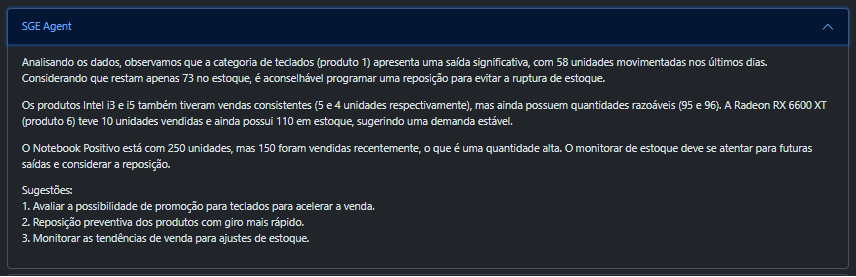 SGE Agent
Analisando os dados, observamos que a categoria de teclados (produto 1) apresenta uma saída significativa, com 58 unidades movimentadas nos últimos dias.
Considerando que restam apenas 73 no estoque, é aconselhável programar uma reposição para evitar a ruptura de estoque.
Os produtos Intel i3 e i5 também tiveram vendas consistentes (5 e 4 unidades respectivamente), mas ainda possuem quantidades razoáveis (95 e 96). A Radeon RX 6600 XT
(produto 6) teve 10 unidades vendidas e ainda possui 110 em estoque, sugerindo uma demanda estável.
O Notebook Positivo está com 250 unidades, mas 150 foram vendidas recentemente, o que é uma quantidade alta. O monitorar de estoque deve se atentar para futuras
saídas e considerar a reposição.
Sugestões:
1. Avaliar a possibilidade de promoção para teclados para acelerar a venda.
2. Reposição preventiva dos produtos com giro mais rápido.
3. Monitorar as tendências de venda para ajustes de estoque.